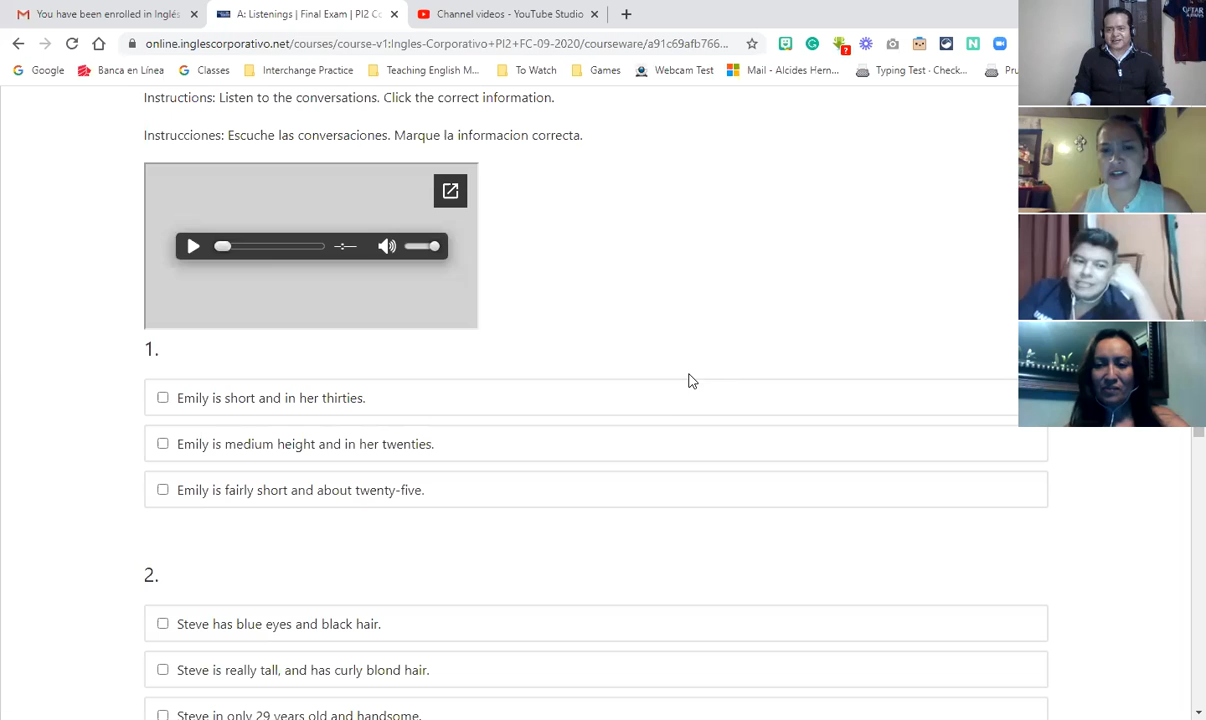 You have been enrolled in Inglés
A: Listenings | Final Exam | PI2 Co
Channel videos - YouTube Studio
online.inglescorporativo.net/courses/course-v1:Ingles-Corporativo+PI2+FC-09-2020/courseware/a91c69afb766...
Google
Banca en Línea
Classes
Interchange Practice
Teaching English M...
To Watch
Games
Webcam Test
Mail - Alcides Hern...
Typing Test · Check...
Pru
Instructions: Listen to the conversations. Click the correct information.
Instrucciones: Escuche las conversaciones. Marque la informacion correcta.
-:--
1.
Emily is short and in her thirties.
Emily is medium height and in her twenties.
Emily is fairly short and about twenty-five.
2.
Steve has blue eyes and black hair.
Steve is really tall, and has curly blond hair.
Steve in only 29 years old and handsome.